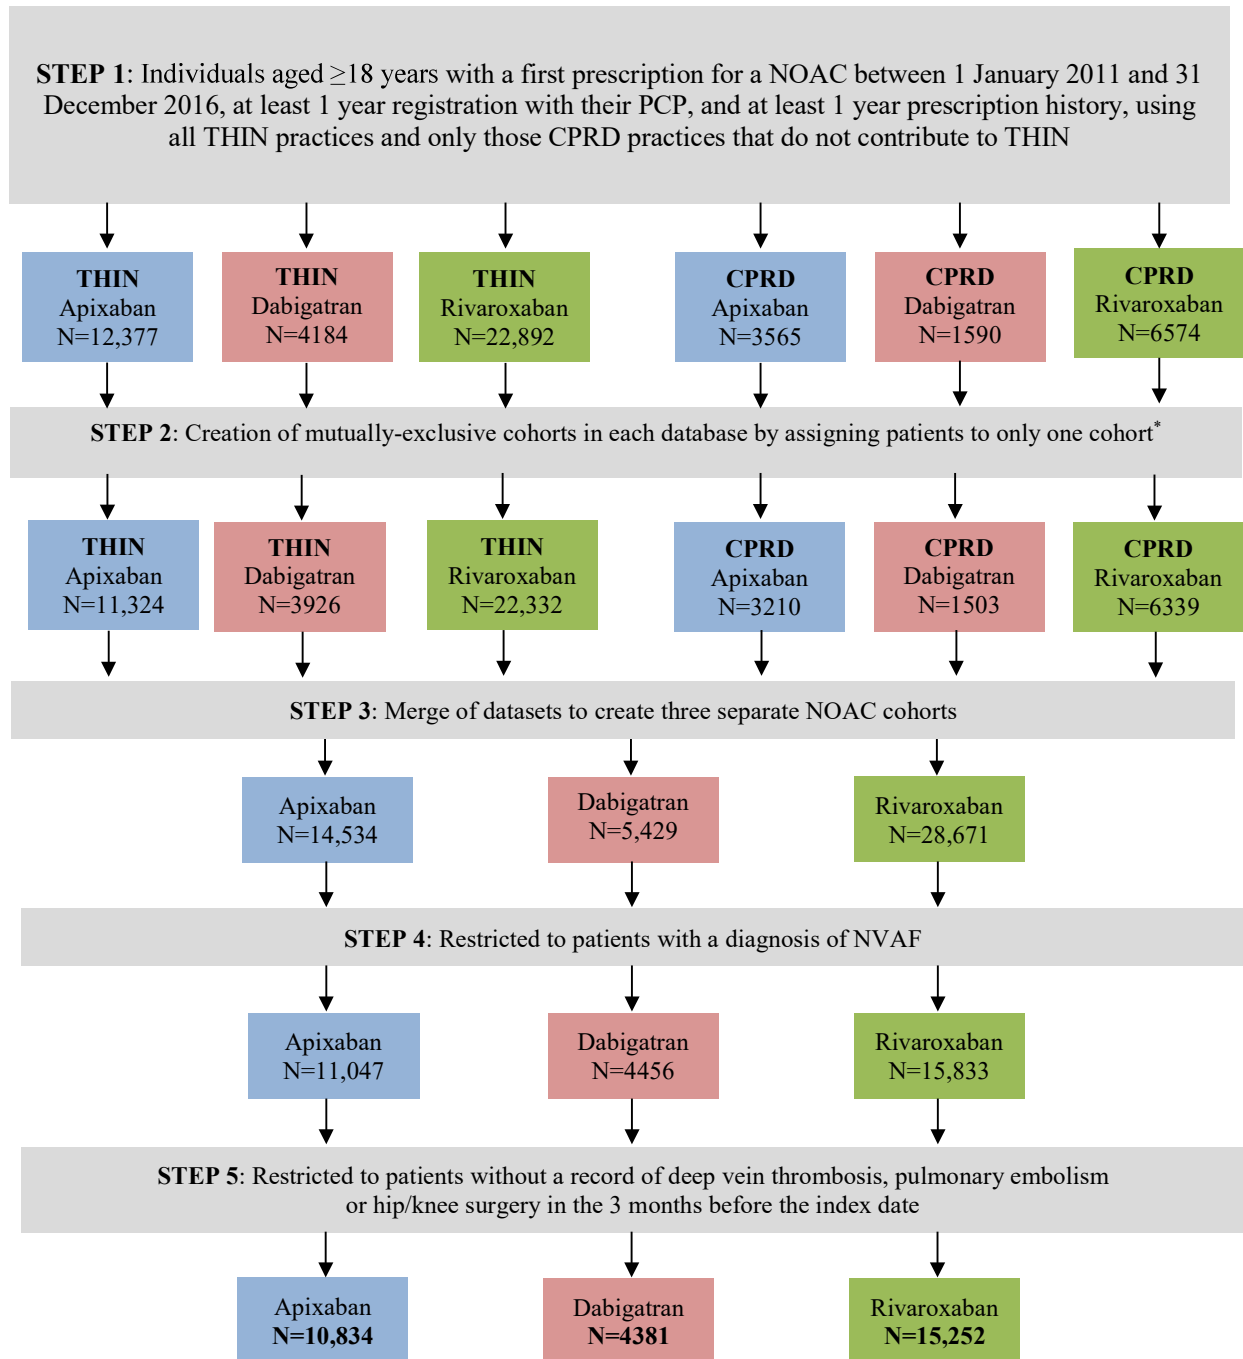 STEP 1: Individuals aged ≥18 years with a first prescription for a NOAC between 1 January 2011 and 31
December 2016, at least 1 year registration with their PCP, and at least 1 year prescription history, using
all THIN practices and only those CPRD practices that do not contribute to THIN
THIN
Apixaban
N=12,377
THIN
Dabigatran
N=4184
THIN
Rivaroxaban
N=22,892
CPRD
Apixaban
N=3565
CPRD
Dabigatran
N=1590
CPRD
Rivaroxaban
N=6574
STEP 2: Creation of mutually-exclusive cohorts in each database by assigning patients to only one cohort*
THIN
Apixaban
N=11,324
THIN
Dabigatran
N=3926
THIN
Rivaroxaban
N=22,332
CPRD
Apixaban
N=3210
CPRD
Dabigatran
N=1503
CPRD
Rivaroxaban
N=6339
STEP 3: Merge of datasets to create three separate NOAC cohorts
Apixaban
N=14,534
Dabigatran
N=5,429
Rivaroxaban
N=28,671
STEP 4: Restricted to patients with a diagnosis of NVAF
Apixaban
N=11,047
Dabigatran
N=4456
Rivaroxaban
N=15,833
STEP 5: Restricted to patients without a record of deep vein thrombosis, pulmonary embolism
or hip/knee surgery in the 3 months before the index date
Apixaban
N=10,834
Dabigatran
N=4381
Rivaroxaban
N=15,252